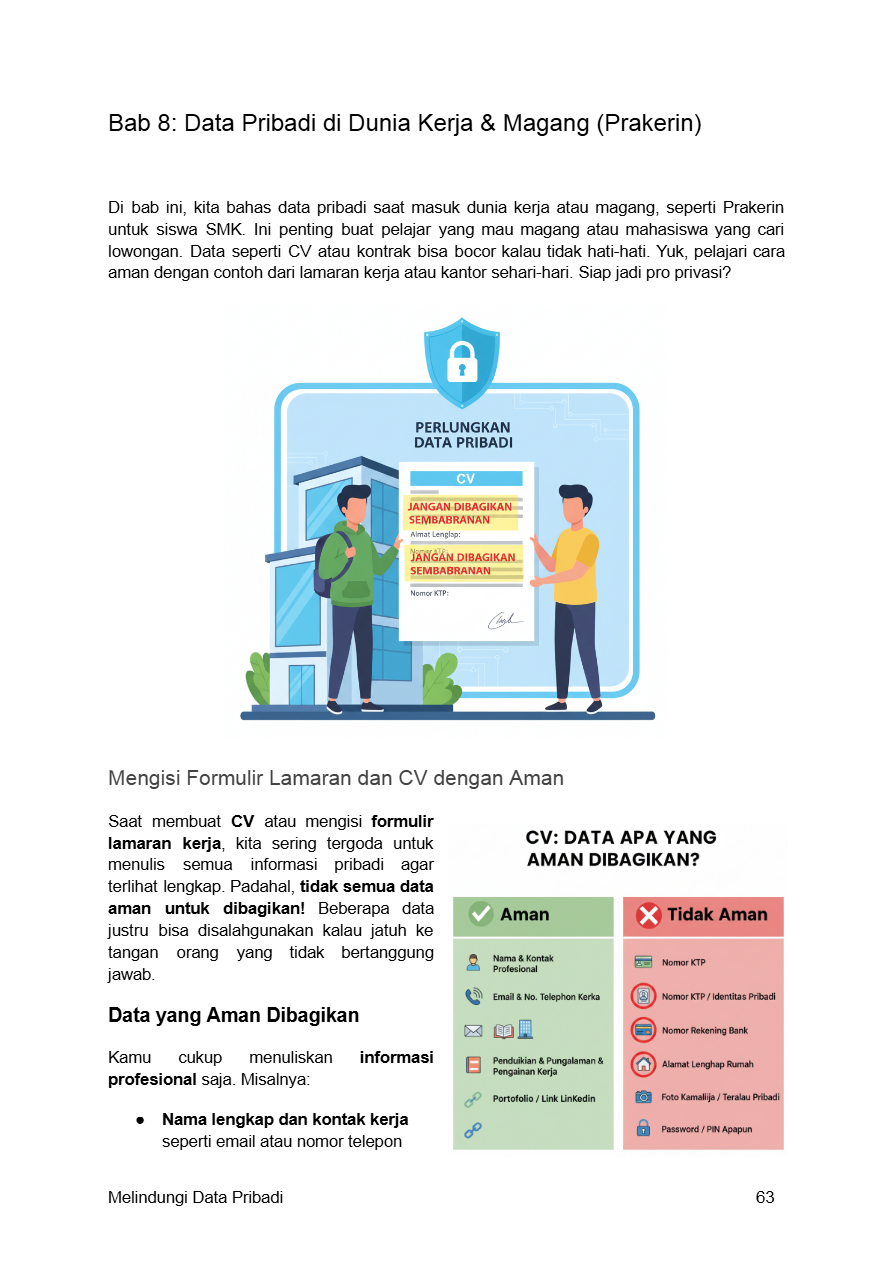 Bab 8: Data Pribadi di Dunia Kerja & Magang (Prakerin)
Di bab ini, kita bahas data pribadi saat masuk dunia kerja atau magang, seperti Prakerin
untuk siswa SMK. Ini penting buat pelajar yang mau magang atau mahasiswa yang cari
lowongan. Data seperti CV atau kontrak bisa bocor kalau tidak hati-hati. Yuk, pelajari cara
aman dengan contoh dari lamaran kerja atau kantor sehari-hari. Siap jadi pro privasi?
PERLUNGKAN
DATA PRIBADI
CV
JANGAN DIBAGIKAN
SEMBABRANAN
Almat Lenglap:
Nomor KTP:
JANGAN DIBAGIKAN
SEMBABRANAN
Nomor KTP:
Mengisi Formulir Lamaran dan CV dengan Aman
Saat membuat CV atau mengisi formulir
lamaran kerja, kita sering tergoda untuk
menulis semua informasi pribadi agar
terlihat lengkap. Padahal, tidak semua data
aman untuk dibagikan! Beberapa data
justru bisa disalahgunakan kalau jatuh ke
tangan orang yang tidak bertanggung
jawab.
Data yang Aman Dibagikan
Kamu cukup menuliskan informasi
profesional saja. Misalnya:
● Nama lengkap dan kontak kerja
seperti email atau nomor telepon
CV: DATA APA YANG
AMAN DIBAGIKAN?
Aman
Nama & Kontak
Profesional
Email & No. Telephon Kerka
Penduikian & Pungalaman &
Pengainan Kerja
Portofolio / Link LinKedin
Tidak Aman
Nomor KTP
Nomor KTP / Identitas Pribadi
Nomor Rekening Bank
Alamat Lenghap Rumah
Foto Kamalija / Teralau Pribadi
Password / PIN Apapun
Melindungi Data Pribadi
63